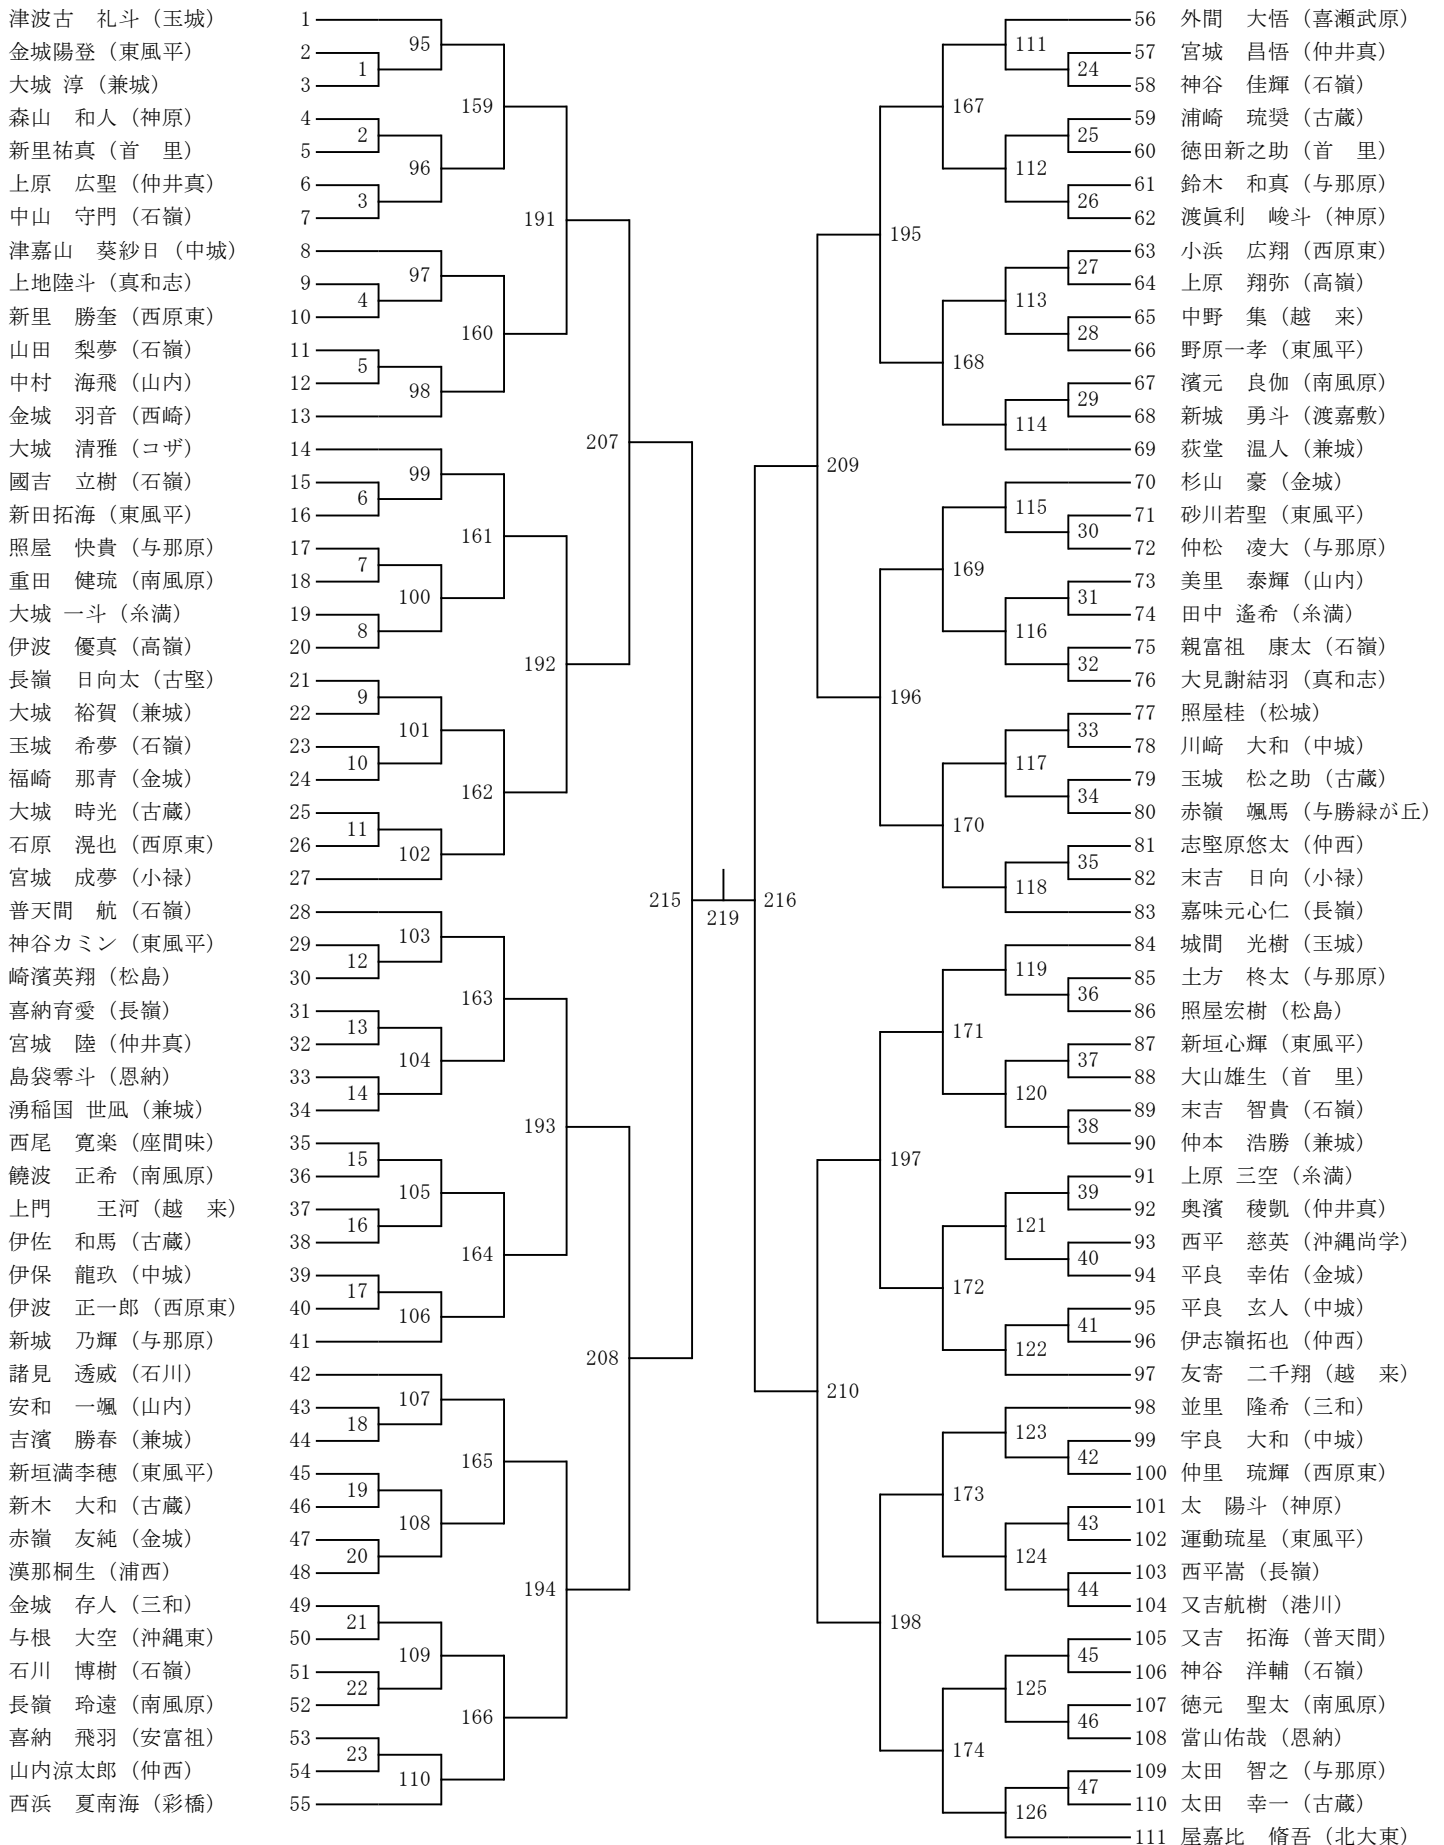 津波古　礼斗（玉城） 1
金城陽登（東風平） 2
大城 淳（兼城） 3
森山　和人（神原） 4
新里祐真（首　里） 5
上原　広聖（仲井真） 6
中山　守門（石嶺） 7
津嘉山　葵紗日（中城） 8
上地陸斗（真和志） 9
新里　勝奎（西原東） 10
山田　梨夢（石嶺） 11
中村　海飛（山内） 12
金城　羽音（西崎） 13
大城　清雅（コザ） 14
國吉　立樹（石嶺） 15
新田拓海（東風平） 16
照屋　快貴（与那原） 17
重田　健琉（南風原） 18
大城 一斗（糸満） 19
伊波　優真（高嶺） 20
長嶺　日向太（古堅） 21
大城　裕賀（兼城） 22
玉城　希夢（石嶺） 23
福崎　那青（金城） 24
大城　時光（古蔵） 25
石原　滉也（西原東） 26
宮城　成夢（小禄） 27
普天間　航（石嶺） 28
神谷カミン（東風平） 29
崎濱英翔（松島） 30
喜納育愛（長嶺） 31
宮城　陸（仲井真） 32
島袋零斗（恩納） 33
湧稲国 世凪（兼城） 34
西尾　寛楽（座間味） 35
饒波　正希（南風原） 36
上門　　王河（越　来） 37
伊佐　和馬（古蔵） 38
伊保　龍玖（中城） 39
伊波　正一郎（西原東） 40
新城　乃輝（与那原） 41
諸見　透威（石川） 42
安和　一颯（山内） 43
吉濱　勝春（兼城） 44
新垣満李穂（東風平） 45
新木　大和（古蔵） 46
赤嶺　友純（金城） 47
漢那桐生（浦西） 48
金城　存人（三和） 49
与根　大空（沖縄東） 50
石川　博樹（石嶺） 51
長嶺　玲遠（南風原） 52
喜納　飛羽（安富祖） 53
山内涼太郎（仲西） 54
西浜　夏南海（彩橋） 55
1
2
3
4
5
6
7
8
9
10
11
12
13
14
15
16
17
18
19
20
21
22
23
95
96
97
98
99
100
101
102
103
104
105
106
107
108
109
110
159
160
161
162
163
164
165
166
191
192
193
194
207
208
215
219
216
209
210
195
196
197
198
167
168
169
170
171
172
173
174
111
112
113
114
115
116
117
118
119
120
121
122
123
124
125
126
24
25
26
27
28
29
30
31
32
33
34
35
36
37
38
39
40
41
42
43
44
45
46
47
56 外間　大悟（喜瀬武原）
57 宮城　昌悟（仲井真）
58 神谷　佳輝（石嶺）
59 浦崎　琉奨（古蔵）
60 徳田新之助（首　里）
61 鈴木　和真（与那原）
62 渡眞利　峻斗（神原）
63 小浜　広翔（西原東）
64 上原　翔弥（高嶺）
65 中野　集（越　来）
66 野原一孝（東風平）
67 濱元　良伽（南風原）
68 新城　勇斗（渡嘉敷）
69 荻堂　温人（兼城）
70 杉山　豪（金城）
71 砂川若聖（東風平）
72 仲松　凌大（与那原）
73 美里　泰輝（山内）
74 田中 遙希（糸満）
75 親富祖　康太（石嶺）
76 大見謝結羽（真和志）
77 照屋桂（松城）
78 川﨑　大和（中城）
79 玉城　松之助（古蔵）
80 赤嶺　颯馬（与勝緑が丘）
81 志堅原悠太（仲西）
82 末吉　日向（小禄）
83 嘉味元心仁（長嶺）
84 城間　光樹（玉城）
85 土方　柊太（与那原）
86 照屋宏樹（松島）
87 新垣心輝（東風平）
88 大山雄生（首　里）
89 末吉　智貴（石嶺）
90 仲本　浩勝（兼城）
91 上原 三空（糸満）
92 奥濱　稜凱（仲井真）
93 西平　慈英（沖縄尚学）
94 平良　幸佑（金城）
95 平良　玄人（中城）
96 伊志嶺拓也（仲西）
97 友寄　二千翔（越　来）
98 並里　隆希（三和）
99 宇良　大和（中城）
100 仲里　琉輝（西原東）
101 太　陽斗（神原）
102 運動琉星（東風平）
103 西平嵩（長嶺）
104 又吉航樹（港川）
105 又吉　拓海（普天間）
106 神谷　洋輔（石嶺）
107 徳元　聖太（南風原）
108 當山佑哉（恩納）
109 太田　智之（与那原）
110 太田　幸一（古蔵）
111 屋嘉比　脩吾（北大東）